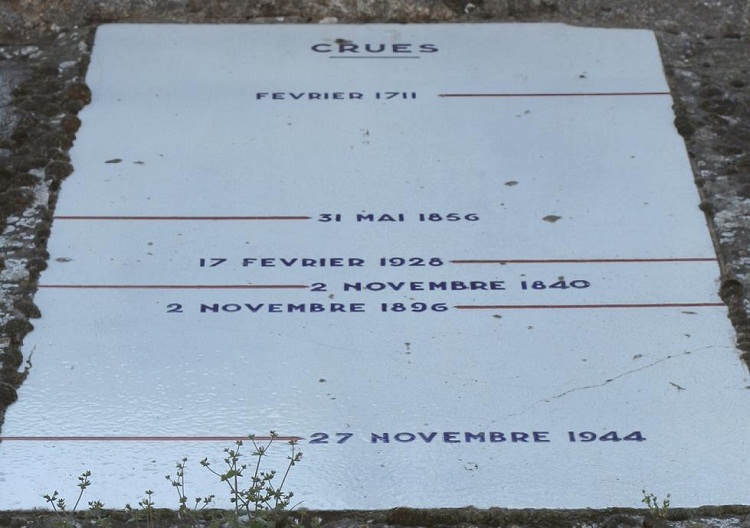 CRUES
FEVRIER 1711
31 MAI 1856
17 FEVRIER 1928
2 NOVEMBRE 1840
2 NOVEMBRE 1896
27 NOVEMBRE 1944